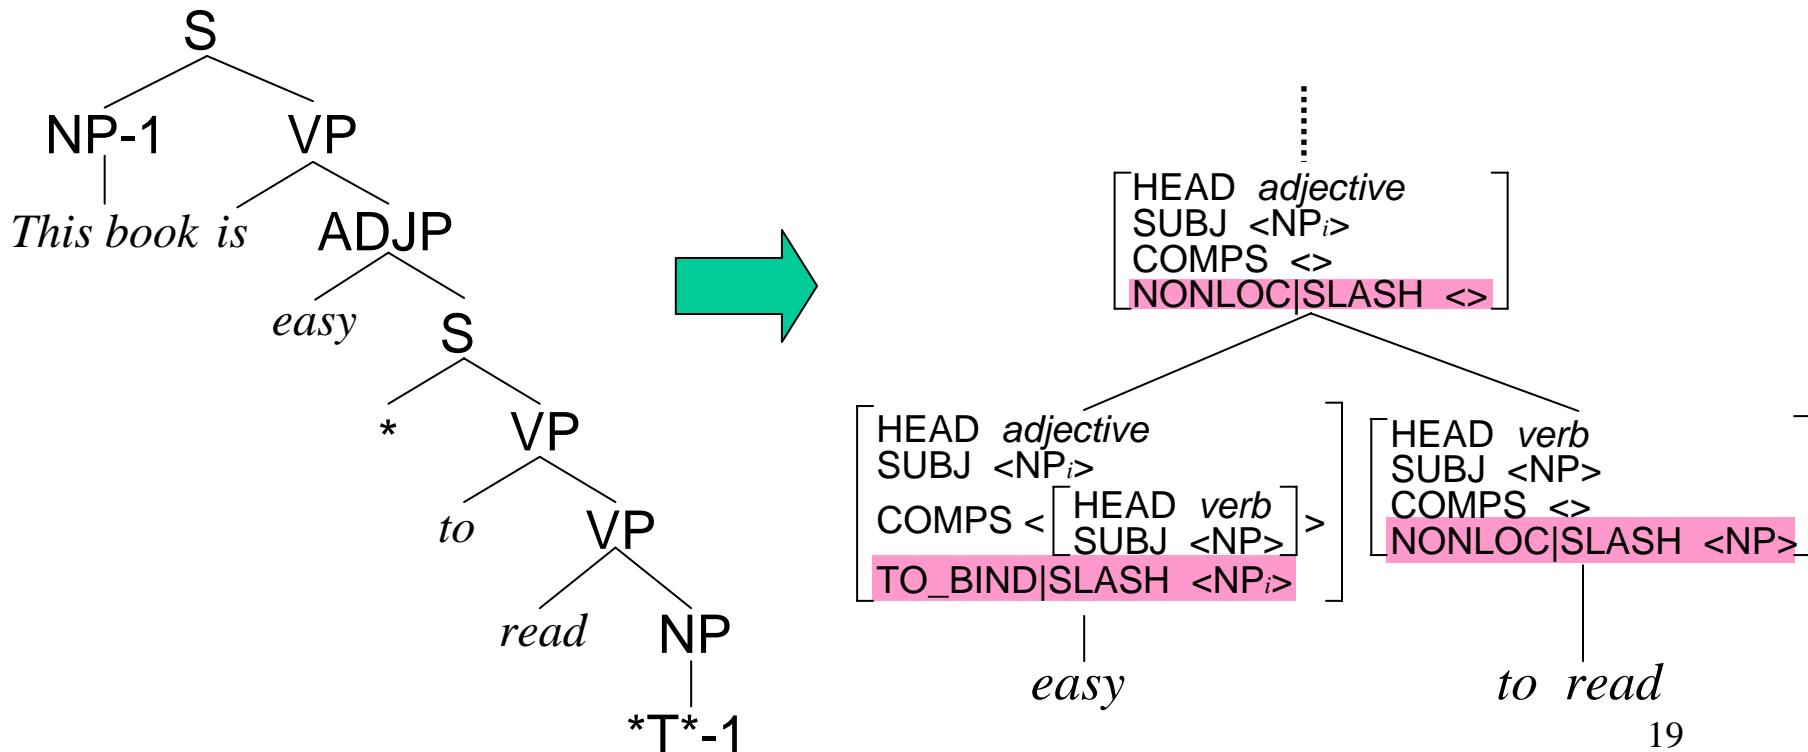 S
NP-1 VP
This book is ADJP
easy S
* VP
to VP
read NP
*T*-1
HEAD adjective
SUBJ <NPi>
COMPS <>
NONLOC|SLASH <>
HEAD adjective
SUBJ <NPi>
COMPS < HEAD verb
SUBJ <NP> >
TO_BIND|SLASH <NPi>
easy
HEAD verb
SUBJ <NP>
COMPS <>
NONLOC|SLASH <NP>
to read
19